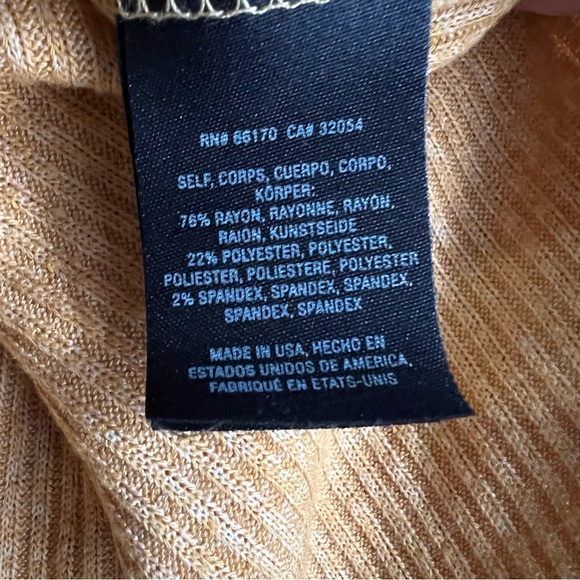 RN# 66170 CA# 32054
SELF, CORPS, CUERPO, CORPO,
KÖRPER:
76% RAYON, RAYONNE, RAYÓN,
RAION, KUNSTSEIDE
22% POLYESTER, POLYESTER,
POLIESTER, POLIESTERE, POLYESTER
2% SPANDEX, SPANDEX, SPANDEX,
SPANDEX, SPANDEX
MADE IN USA, HECHO EN
ESTADOS UNIDOS DE AMERICA,
FABRIQUÉ EN ÉTATS-UNIS